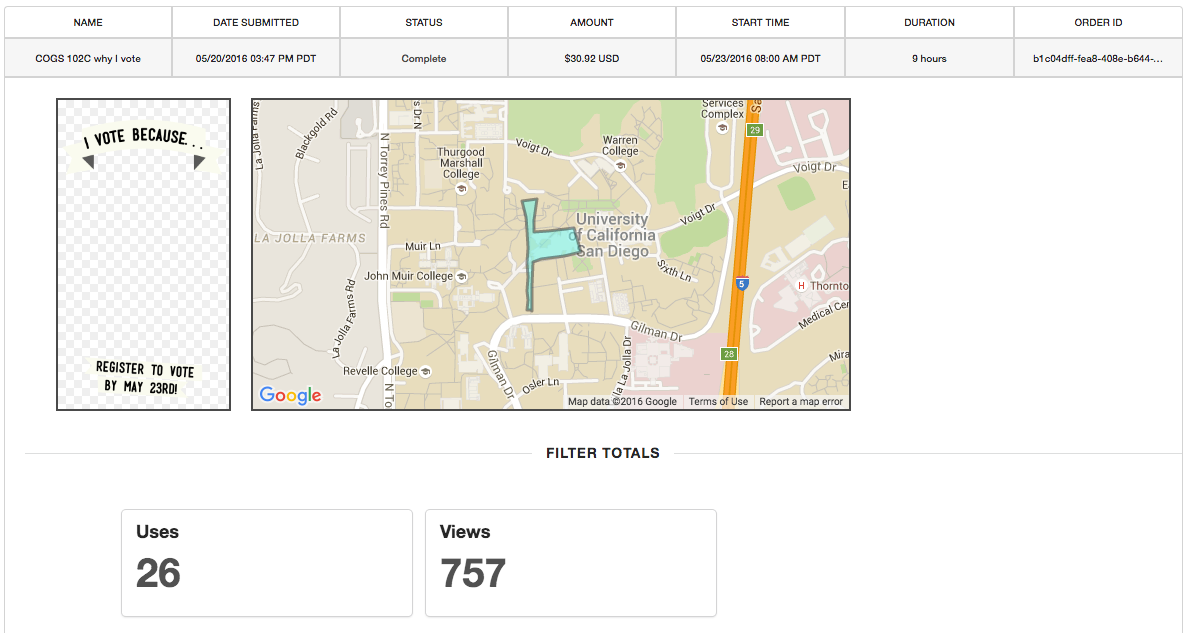 NAME DATE SUBMITTED STATUS AMOUNT START TIME DURATION ORDER ID
COGS 102C why I vote 05/20/2016 03:47 PM PDT Complete $30.92 USD 05/23/2016 08:00 AM PDT 9 hours b1c04dff-fea8-408e-b644-...
I VOTE BECAUSE...
REGISTER TO VOTE
BY MAY 23RD!
La Jolla Farms
Blackgold Rd
s Dr N
N Torrey Pines Rd
Services
Complex
Sa
29
Thurgood
Marshall
College
Voigt Dr
Warren
College
Voigt Dr
E
University
of California
San Diego
Voigt Dr
LA JOLLA FARMS
Muir Ln
John Muir College
Sixth Ln
5
H Thornto
Medical Cen
La Jolla Farms Rd
Gilman Dr
28
Mira
Revelle College
Gilman Dr
Osler Ln
lla La Jolla Dr
N To
Google
Map data ©2016 Google Terms of Use Report a map error
FILTER TOTALS
Uses
26
Views
757